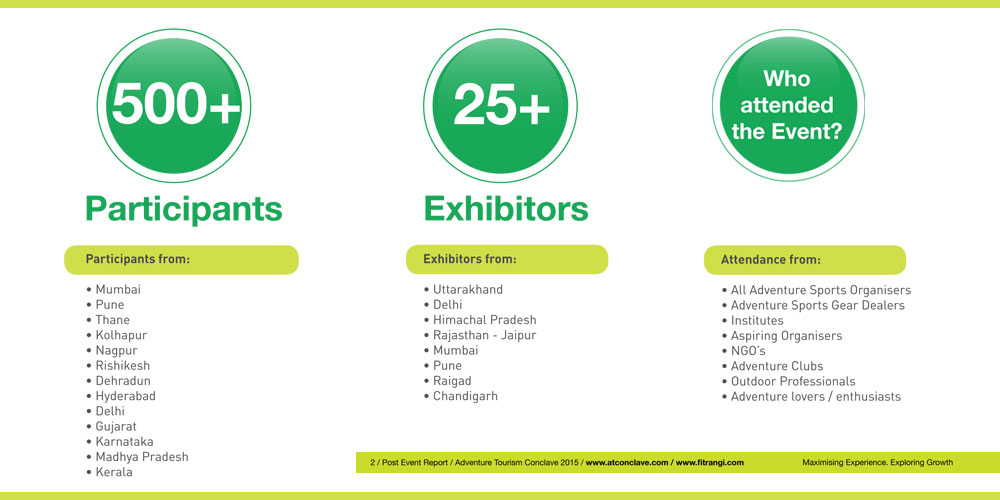 500+
Participants
Participants from:
• Mumbai
• Pune
• Thane
• Kolhapur
• Nagpur
• Rishikesh
• Dehradun
• Hyderabad
• Delhi
• Gujarat
• Karnataka
• Madhya Pradesh
• Kerala
25+
Exhibitors
Exhibitors from:
• Uttarakhand
• Delhi
• Himachal Pradesh
• Rajasthan - Jaipur
• Mumbai
• Pune
• Raigad
• Chandigarh
Who
attended
the Event?
Attendance from:
• All Adventure Sports Organisers
• Adventure Sports Gear Dealers
• Institutes
• Aspiring Organisers
• NGO's
• Adventure Clubs
• Outdoor Professionals
• Adventure lovers / enthusiasts
2 / Post Event Report / Adventure Tourism Conclave 2015 / www.atconclave.com / www.fitrangi.com
Maximising Experience. Exploring Growth